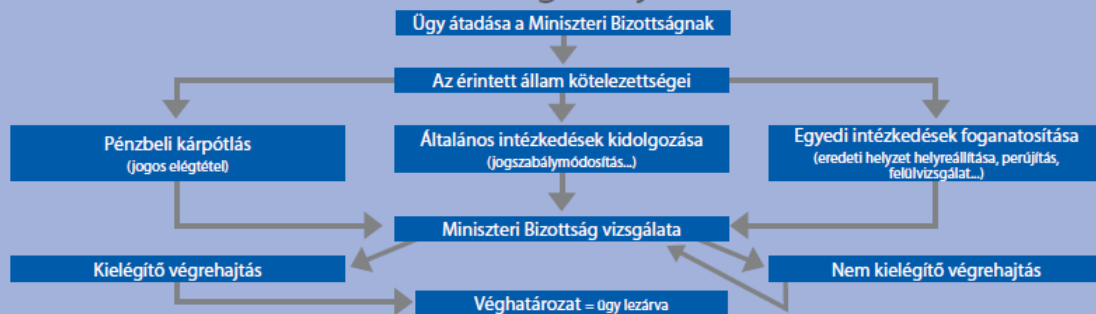 Ügy átadása a Miniszteri Bizottságnak
Az érintett állam kötelezettségei
Pénzbeli kárpótlás
(jogos elégtétel)
Általános intézkedések kidolgozása
(jogszabálymódosítás...)
Egyedi intézkedések foganatosítása
(eredeti helyzet helyreállítása, perújítás,
felülvizsgálat...)
Miniszteri Bizottság vizsgálata
Kielégítő végrehajtás
Nem kielégítő végrehajtás
Véghatározat = ügy lezárva